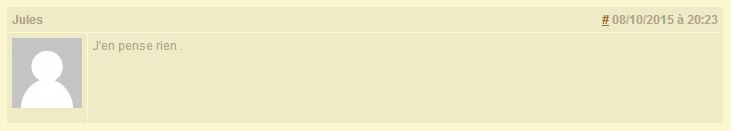 Jules # 08/10/2015 à 20:23
J'en pense rien .